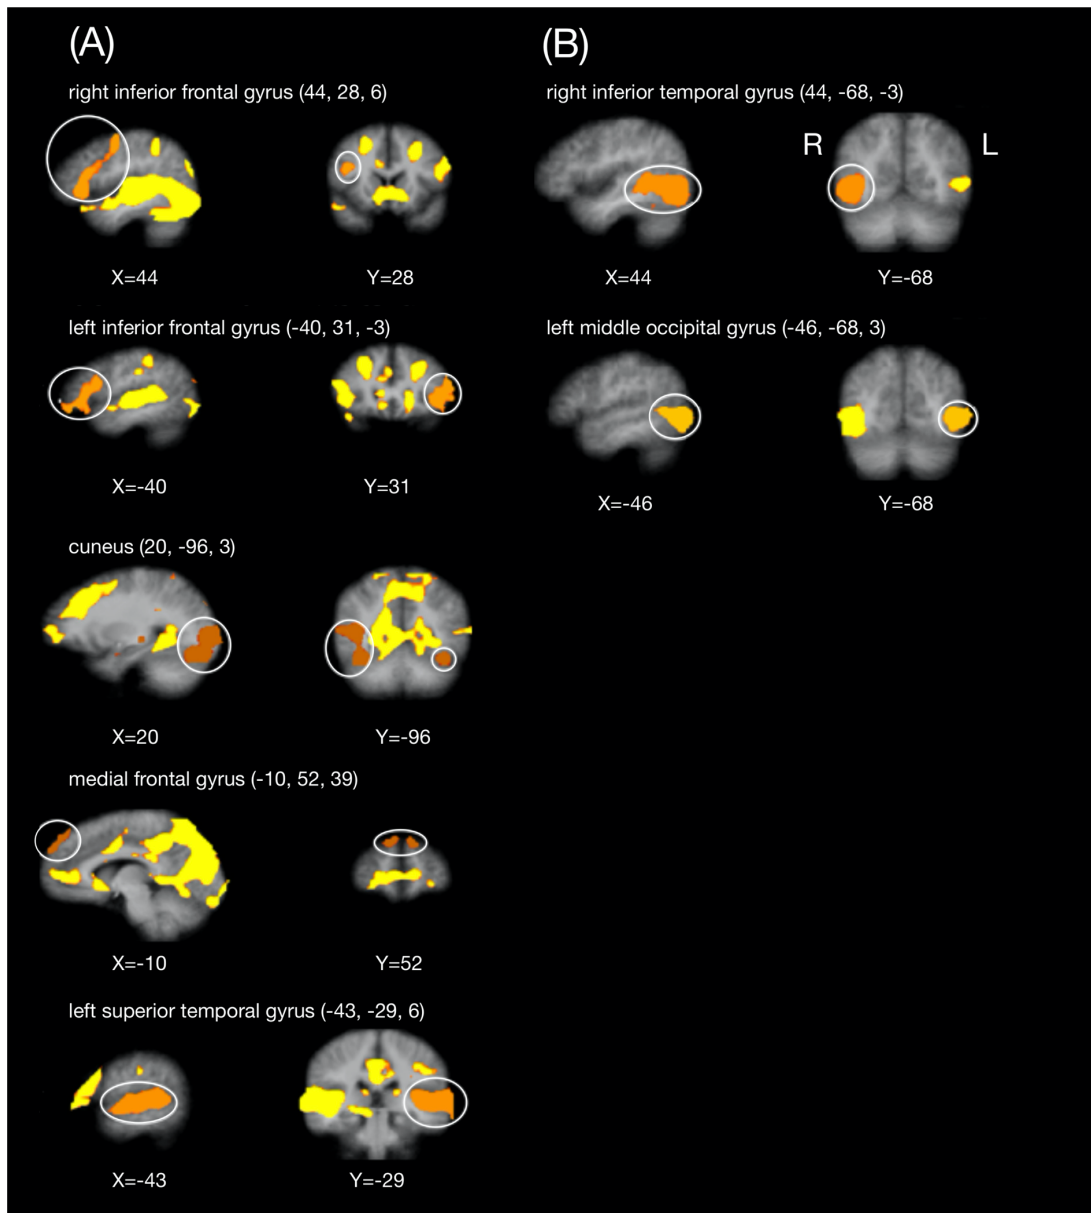 (A)
right inferior frontal gyrus (44, 28, 6)
X=44
Y=28
left inferior frontal gyrus (-40, 31, -3)
X=-40
Y=31
cuneus (20, -96, 3)
X=20
Y=-96
medial frontal gyrus (-10, 52, 39)
X=-10
Y=52
left superior temporal gyrus (-43, -29, 6)
X=-43
Y=-29
(B)
right inferior temporal gyrus (44, -68, -3)
R
L
X=44
Y=-68
left middle occipital gyrus (-46, -68, 3)
X=-46
Y=-68